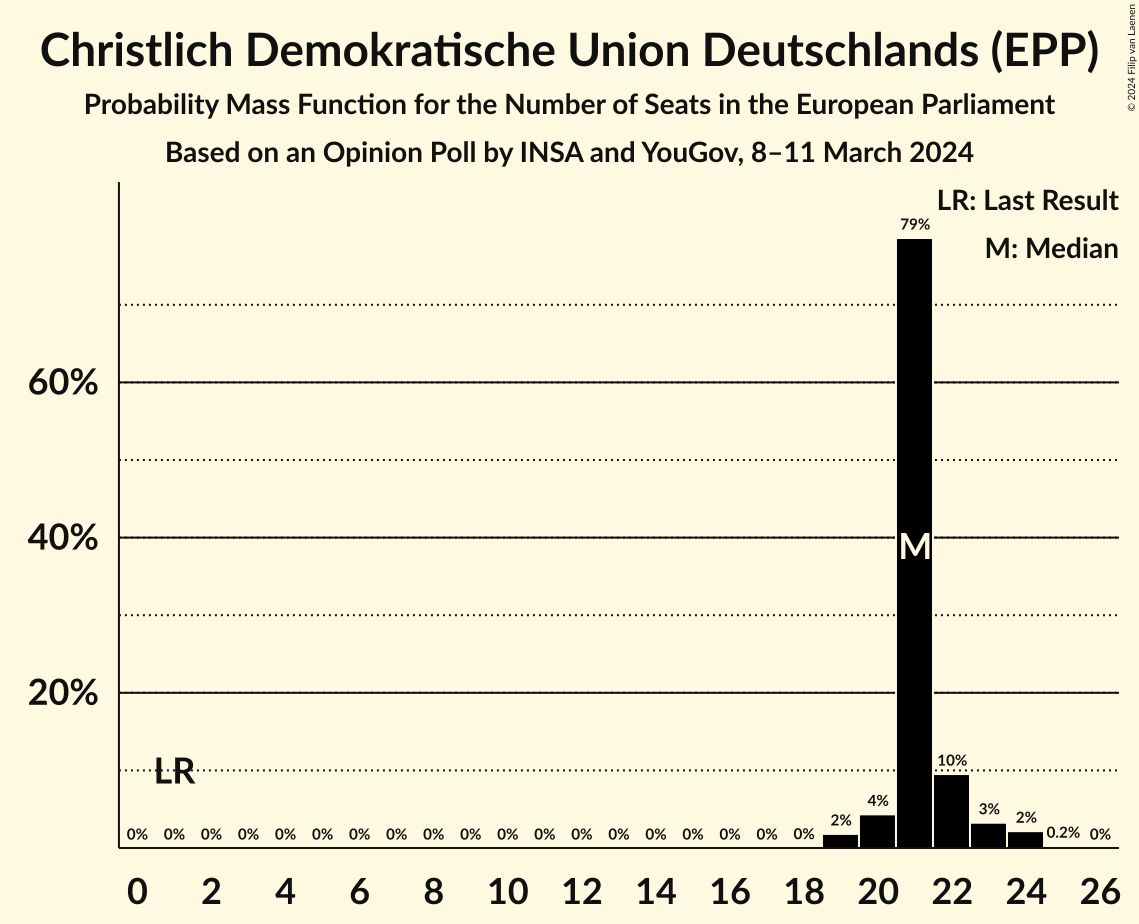 Christlich Demokratische Union Deutschlands (EPP)
Probability Mass Function for the Number of Seats in the European Parliament
Based on an Opinion Poll by INSA and YouGov, 8–11 March 2024
© 2024 Filip van Laenen
LR: Last Result
M: Median
79%
60%
40%
M
20%
LR
0% 0% 0% 0% 0% 0% 0% 0% 0% 0% 0% 0% 0% 0% 0% 0% 0% 0% 0% 2% 4% 10% 3% 2% 0.2% 0%
0 2 4 6 8 10 12 14 16 18 20 22 24 26